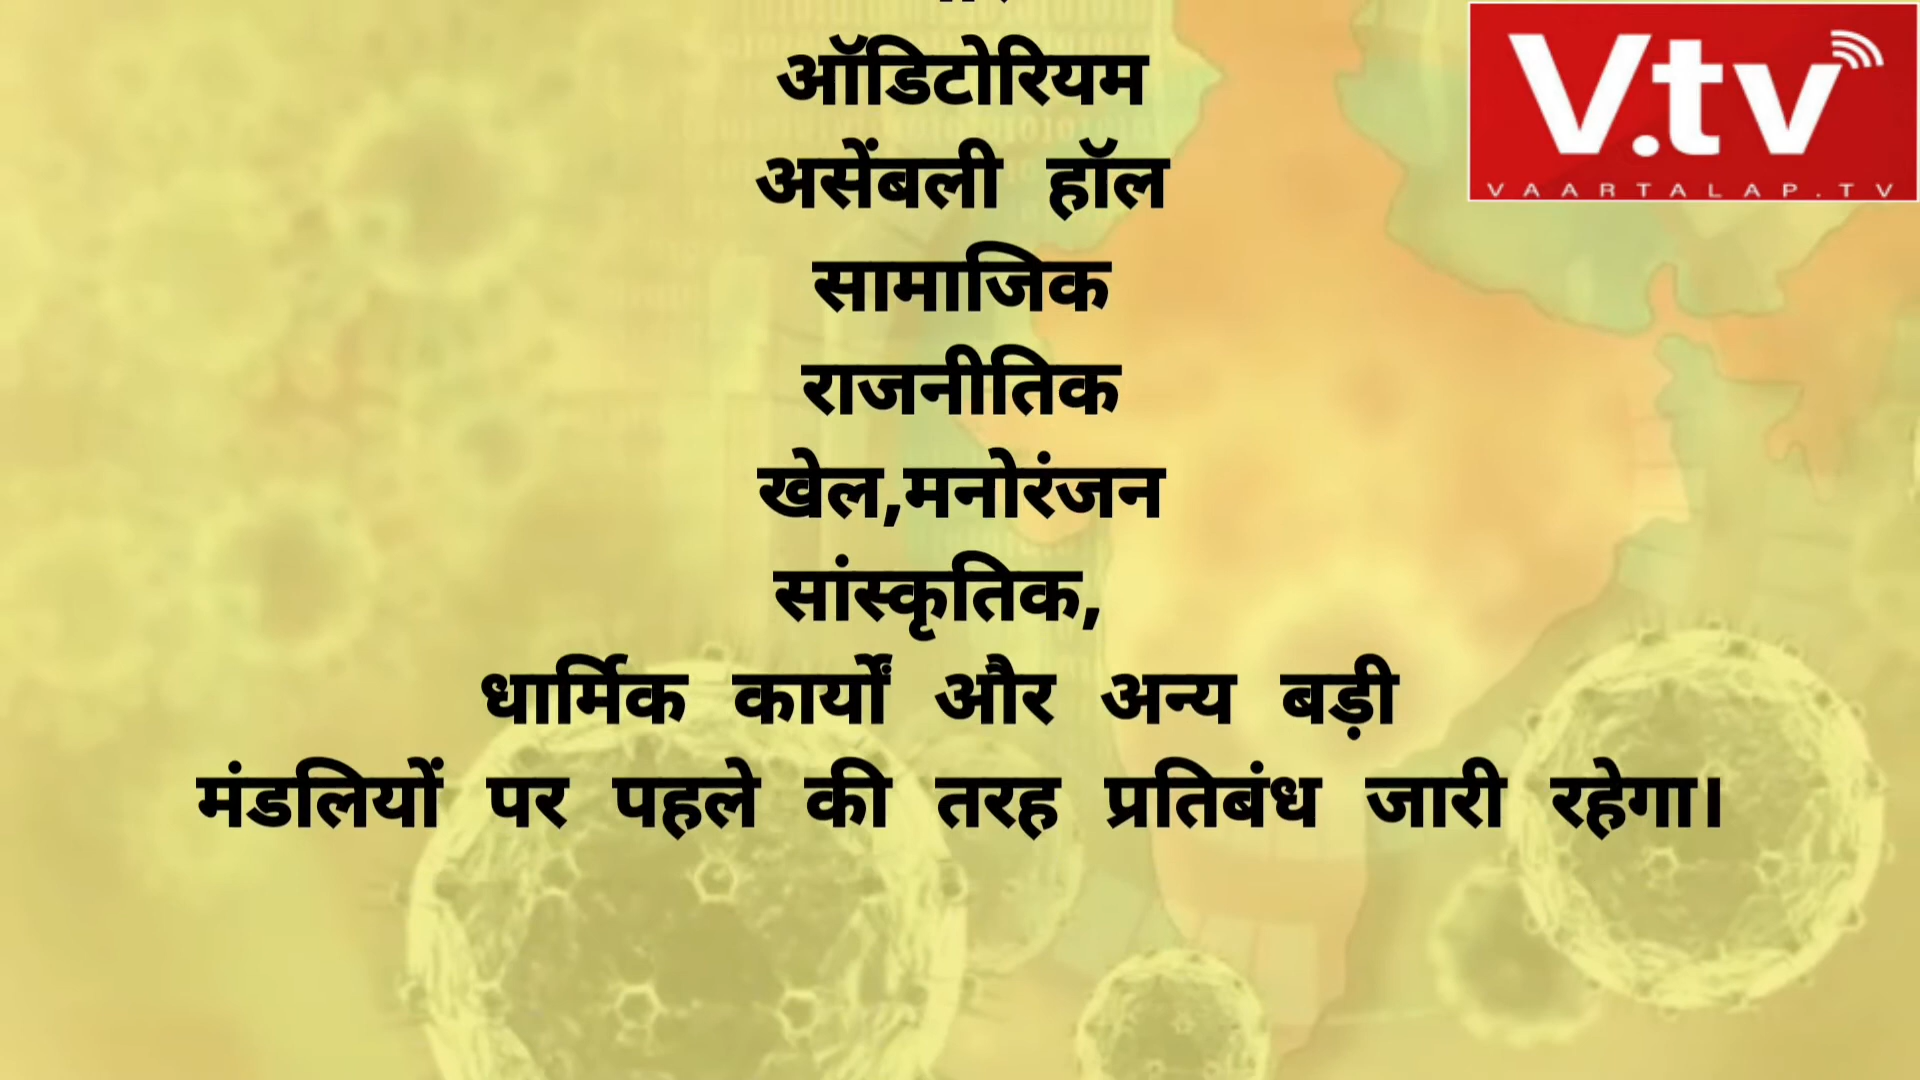 ऑडिटोरियम
असेंबली हॉल
सामाजिक
राजनीतिक
खेल,मनोरंजन
सांस्कृतिक,
धार्मिक कार्यों और अन्य बड़ी
मंडलियों पर पहले की तरह प्रतिबंध जारी रहेगा।
V.tv
VAARTALAP.TV